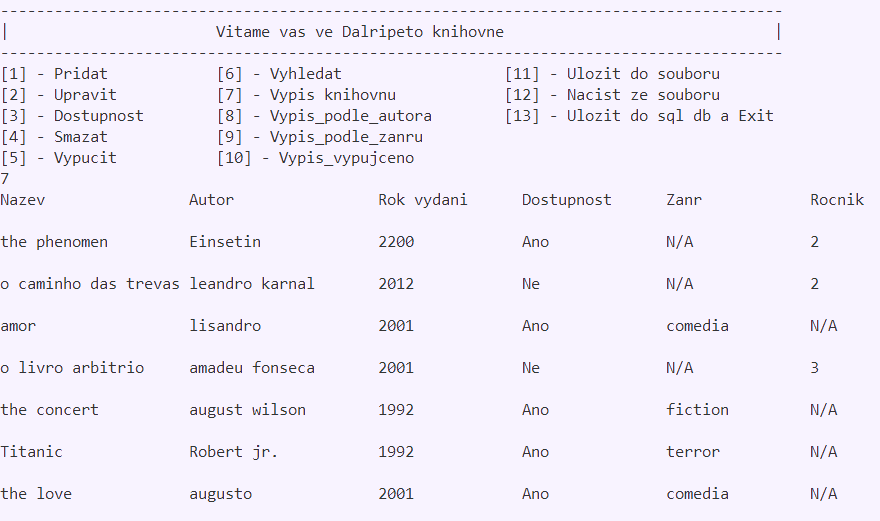 ---------------------------------------------------------------------------------------
|                       Vitame vas ve Dalripeto knihovne                              |
---------------------------------------------------------------------------------------
[1] - Pridat            [6] - Vyhledat                  [11] - Ulozit do souboru
[2] - Upravit           [7] - Vypis knihovnu            [12] - Nacist ze souboru
[3] - Dostupnost        [8] - Vypis_podle_autora        [13] - Ulozit do sql db a Exit
[4] - Smazat            [9] - Vypis_podle_zanru
[5] - Vypucit           [10] - Vypis_vypujceno
7
Nazev                Autor                Rok vydani      Dostupnost      Zanr            Rocnik
the phenomen         Einsetin             2200            Ano             N/A             2
o caminho das trevas leandro karnal       2012            Ne              N/A             2
amor                 lisandro             2001            Ano             comedia         N/A
o livro arbitrio     amadeu fonseca       2001            Ne              N/A             3
the concert          august wilson        1992            Ano             fiction         N/A
Titanic              Robert jr.           1992            Ano             terror          N/A
the love             augusto              2001            Ano             comedia         N/A